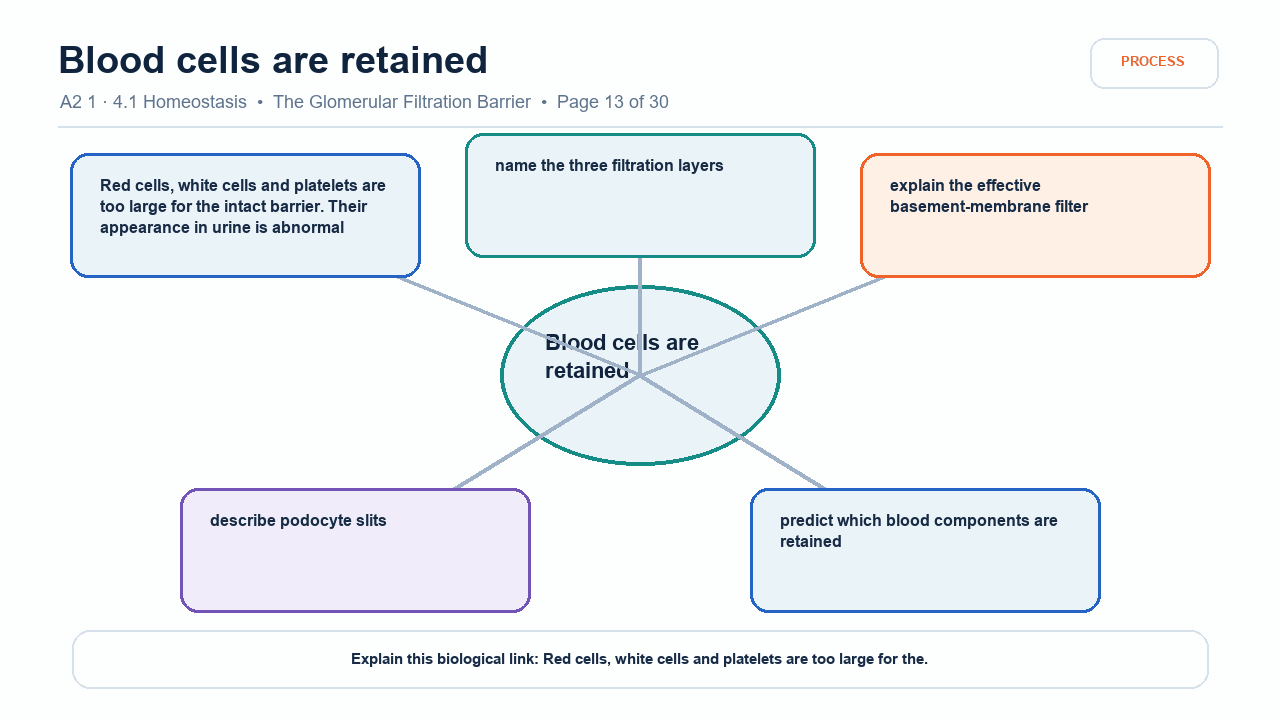 Blood cells are retained
PROCESS
A2 1 · 4.1 Homeostasis • The Glomerular Filtration Barrier • Page 13 of 30
Red cells, white cells and platelets are
too large for the intact barrier. Their
appearance in urine is abnormal
name the three filtration layers
explain the effective
basement-membrane filter
Blood cells are
retained
describe podocyte slits
predict which blood components are
retained
Explain this biological link: Red cells, white cells and platelets are too large for the.